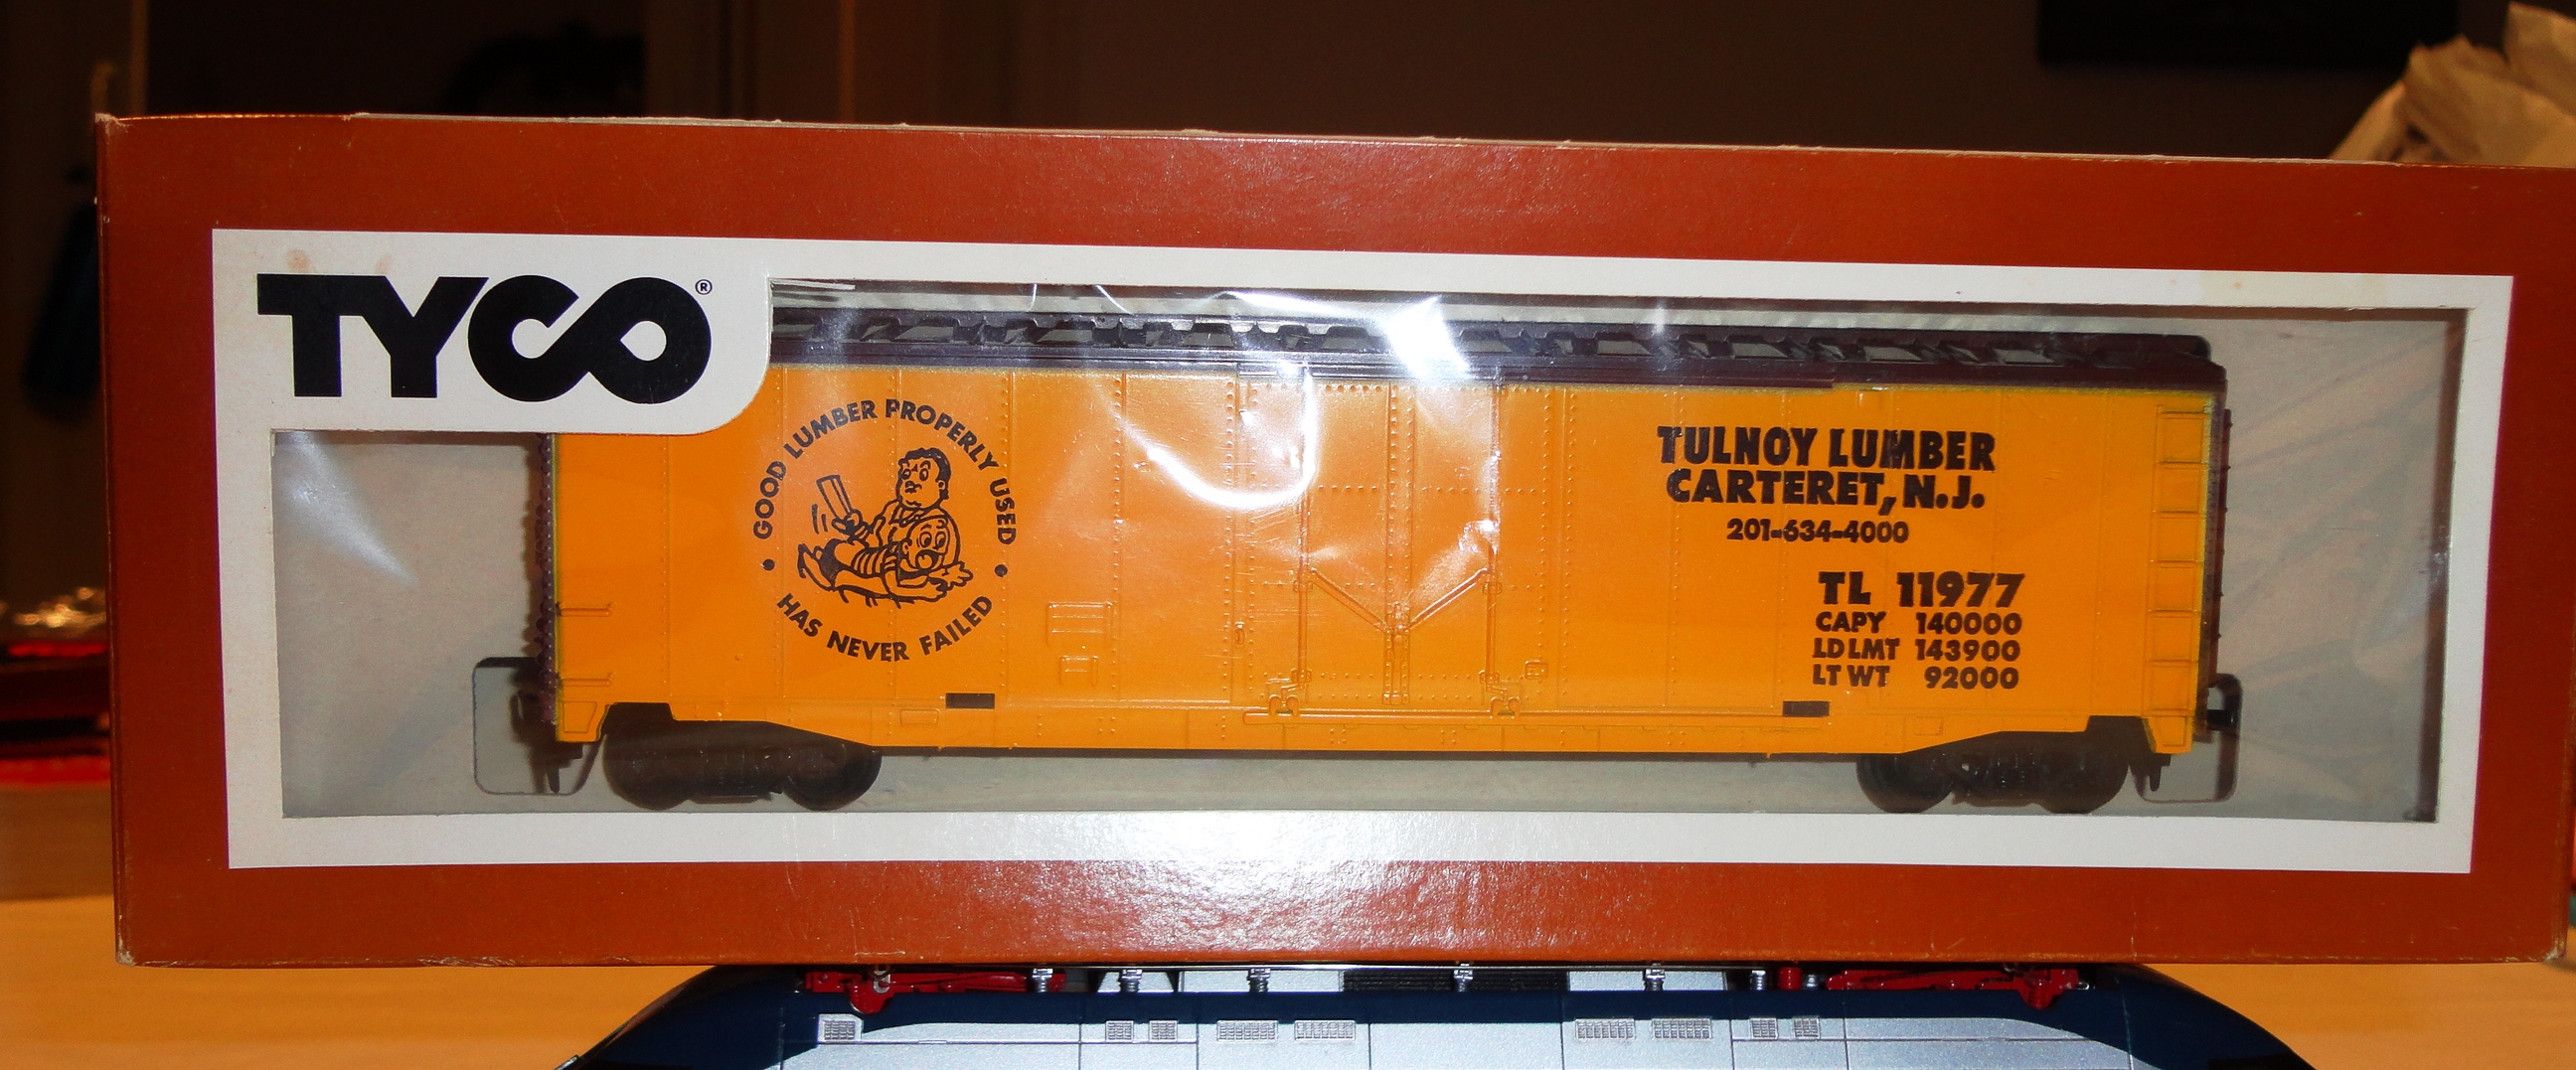 TYCO®
GOOD LUMBER PROPERLY USED
• HAS NEVER FAILED •
TULNOY LUMBER
CARTERET, N.J.
201-634-4000
TL 11977
CAPY 140000
LD LMT 143900
LT WT 92000